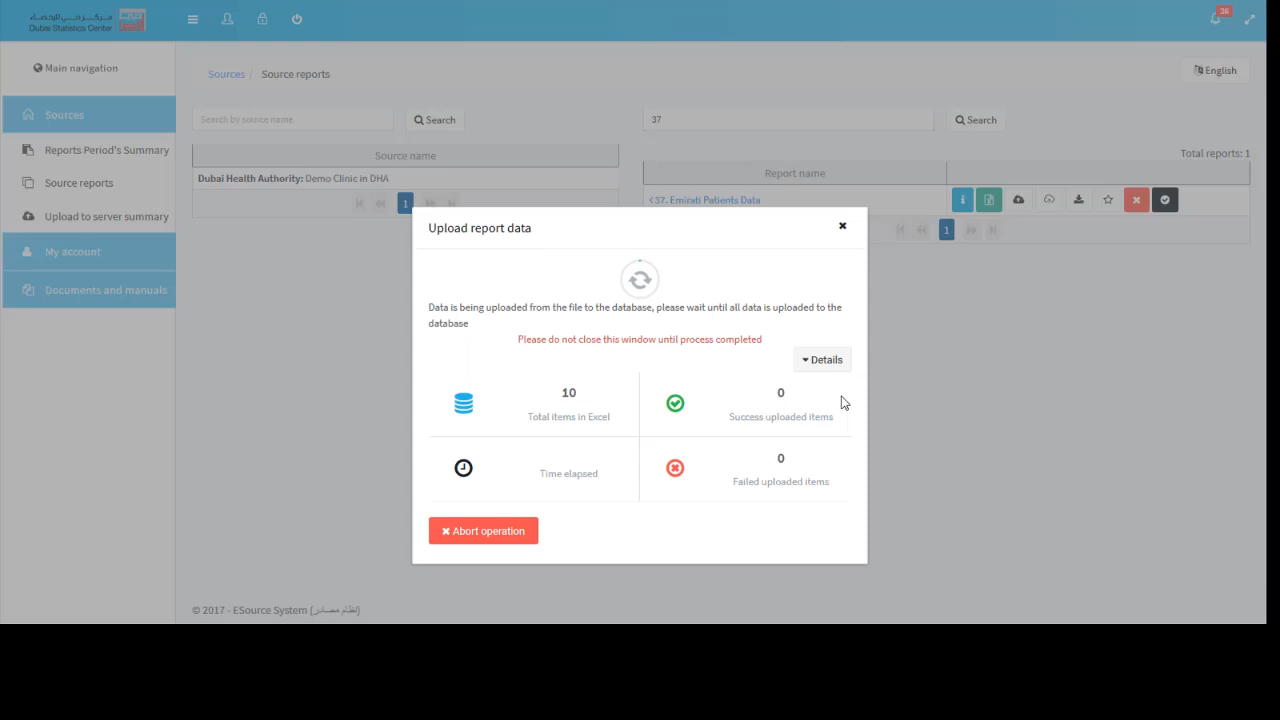 مركز دبي للإحصاء
Dubai Statistics Center
36
Main navigation
Sources / Source reports
English
Sources
Search by source name
Search
37
Search
Reports Period's Summary
Source name
Total reports: 1
Report name
Source reports
Dubai Health Authority: Demo Clinic in DHA
37. Emirati Patients Data
1
1
Upload to server summary
Upload report data
My account
Documents and manuals
Data is being uploaded from the file to the database, please wait until all data is uploaded to the
database
Please do not close this window until process completed
Details
10
Total items in Excel
0
Success uploaded items
Time elapsed
0
Failed uploaded items
Abort operation
© 2017 - ESource System (نظام مصادر)